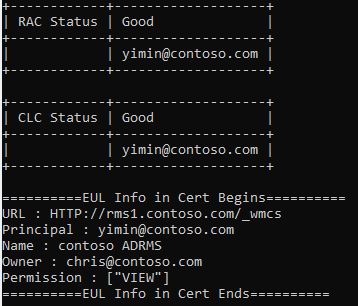 +------------+-------------------+
| RAC Status | Good              |
+------------+-------------------+
|            | yimin@contoso.com |
+------------+-------------------+
+------------+-------------------+
| CLC Status | Good              |
+------------+-------------------+
|            | yimin@contoso.com |
+------------+-------------------+
==========EUL Info in Cert Begins==========
URL : HTTP://rms1.contoso.com/_wmcs
Principal : yimin@contoso.com
Name : contoso ADRMS
Owner : chris@contoso.com
Permission : ["VIEW"]
==========EUL Info in Cert Ends==========